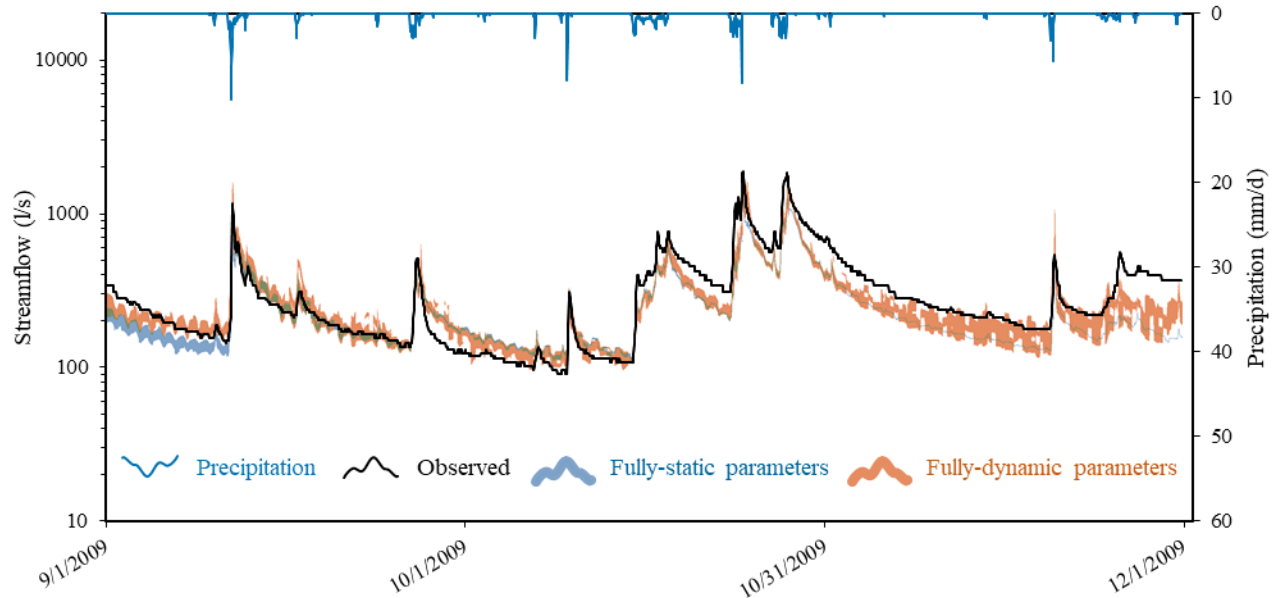 0
10000
10
1000
20
Streamflow (l/s)
Precipitation (mm/d)
30
100
40
50
Precipitation Observed Fully-static parameters Fully-dynamic parameters
10
60
9/1/2009 10/1/2009 10/31/2009 12/1/2009